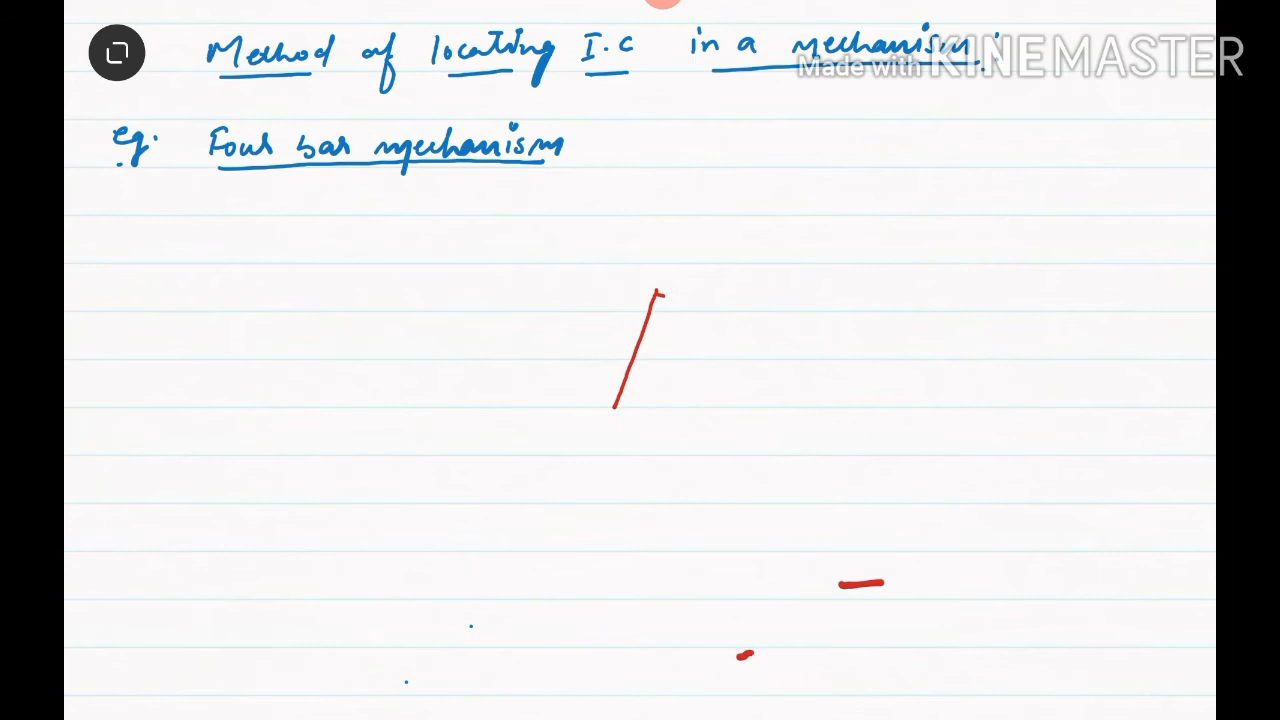 Method of locating I.C in a mechanism:
Made with KINEMASTER
eg. Four bar mechanism